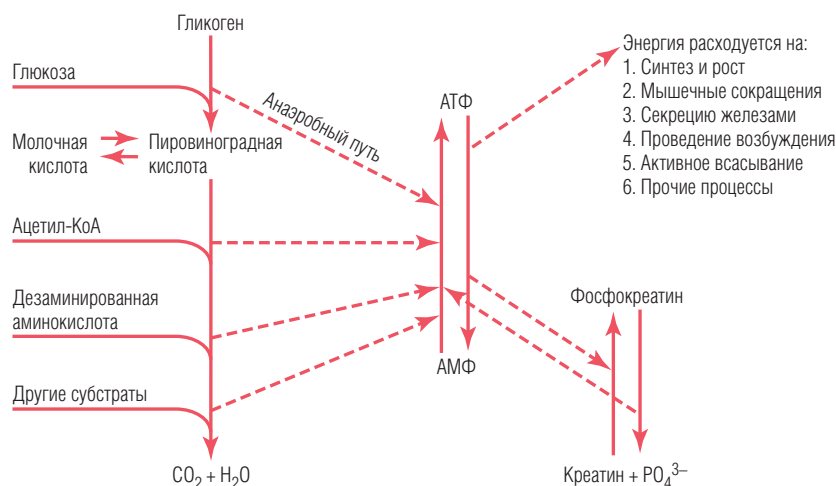 Гликоген
Глюкоза
Анаэробный путь
Молочная
кислота
Пировиноградная
кислота
Ацетил-КоА
Дезаминированная
аминокислота
Другие субстраты
CO₂ + H₂O
АТФ
АМФ
Энергия расходуется на:
1. Синтез и рост
2. Мышечные сокращения
3. Секрецию железами
4. Проведение возбуждения
5. Активное всасывание
6. Прочие процессы
Фосфокреатин
Креатин + PO₄³⁻